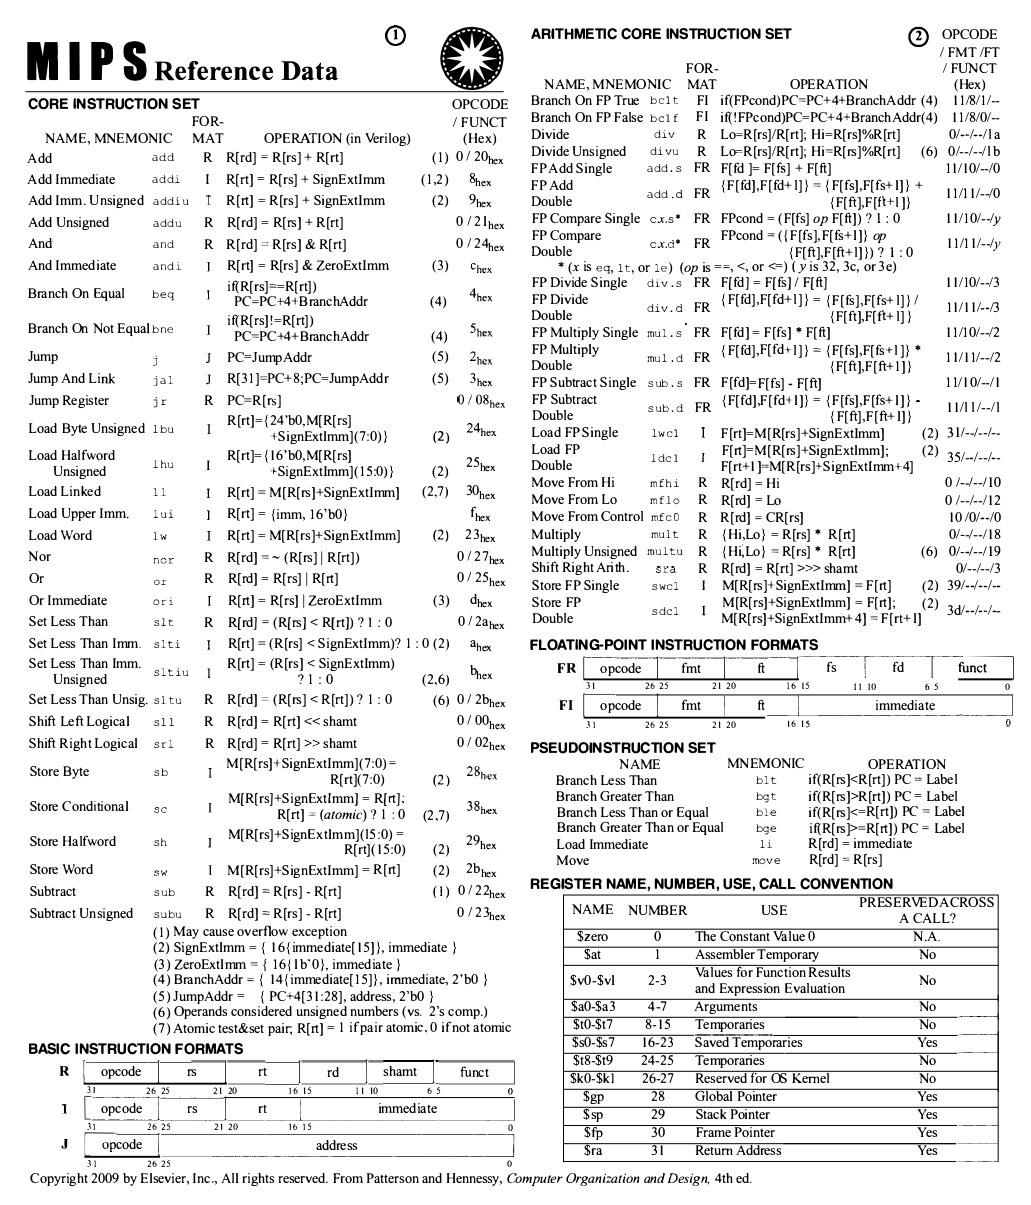 ①
MIPS Reference Data
CORE INSTRUCTION SET
OPCODE
FOR- / FUNCT
NAME, MNEMONIC MAT OPERATION (in Verilog) (Hex)
Add add R R[rd] = R[rs] + R[rt] (1) 0 / 20hex
Add Immediate addi I R[rt] = R[rs] + SignExtImm (1,2) 8hex
Add Imm. Unsigned addiu I R[rt] = R[rs] + SignExtImm (2) 9hex
Add Unsigned addu R R[rd] = R[rs] + R[rt] 0 / 21hex
And and R R[rd] = R[rs] & R[rt] 0 / 24hex
And Immediate andi I R[rt] = R[rs] & ZeroExtImm (3) chex
Branch On Equal beq I if(R[rs]==R[rt])
PC=PC+4+BranchAddr (4) 4hex
Branch On Not Equal bne I if(R[rs]!=R[rt])
PC=PC+4+BranchAddr (4) 5hex
Jump j J PC=JumpAddr (5) 2hex
Jump And Link jal J R[31]=PC+8;PC=JumpAddr (5) 3hex
Jump Register jr R PC=R[rs] 0 / 08hex
Load Byte Unsigned lbu I R[rt]={24'b0,M[R[rs]
+SignExtImm](7:0)} (2) 24hex
Load Halfword
Unsigned lhu I R[rt]={16'b0,M[R[rs]
+SignExtImm](15:0)} (2) 25hex
Load Linked ll I R[rt] = M[R[rs]+SignExtImm] (2,7) 30hex
Load Upper Imm. lui I R[rt] = {imm, 16'b0} fhex
Load Word lw I R[rt] = M[R[rs]+SignExtImm] (2) 23hex
Nor nor R R[rd] = ~ (R[rs] | R[rt]) 0 / 27hex
Or or R R[rd] = R[rs] | R[rt] 0 / 25hex
Or Immediate ori I R[rt] = R[rs] | ZeroExtImm (3) dhex
Set Less Than slt R R[rd] = (R[rs] < R[rt]) ? 1 : 0 0 / 2ahex
Set Less Than Imm. slti I R[rt] = (R[rs] < SignExtImm)? 1 : 0 (2) ahex
Set Less Than Imm.
Unsigned sltiu I R[rt] = (R[rs] < SignExtImm)
? 1 : 0 (2,6) bhex
Set Less Than Unsig. sltu R R[rd] = (R[rs] < R[rt]) ? 1 : 0 (6) 0 / 2bhex
Shift Left Logical sll R R[rd] = R[rt] << shamt 0 / 00hex
Shift Right Logical srl R R[rd] = R[rt] >> shamt 0 / 02hex
Store Byte sb I M[R[rs]+SignExtImm](7:0) =
R[rt](7:0) (2) 28hex
Store Conditional sc I M[R[rs]+SignExtImm] = R[rt];
R[rt] = (atomic) ? 1 : 0 (2,7) 38hex
Store Halfword sh I M[R[rs]+SignExtImm](15:0) =
R[rt](15:0) (2) 29hex
Store Word sw I M[R[rs]+SignExtImm] = R[rt] (2) 2bhex
Subtract sub R R[rd] = R[rs] - R[rt] (1) 0 / 22hex
Subtract Unsigned subu R R[rd] = R[rs] - R[rt] 0 / 23hex
(1) May cause overflow exception
(2) SignExtImm = { 16{immediate[15]}, immediate }
(3) ZeroExtImm = { 16{1b'0}, immediate }
(4) BranchAddr = { 14{immediate[15]}, immediate, 2'b0 }
(5) JumpAddr = { PC+4[31:28], address, 2'b0 }
(6) Operands considered unsigned numbers (vs. 2's comp.)
(7) Atomic test&set pair; R[rt] = 1 if pair atomic, 0 if not atomic
BASIC INSTRUCTION FORMATS
R opcode rs rt rd shamt funct
31 26 25 21 20 16 15 11 10 6 5 0
I opcode rs rt immediate
31 26 25 21 20 16 15 0
J opcode address
31 26 25 0
ARITHMETIC CORE INSTRUCTION SET ② OPCODE
/ FMT /FT
FOR- / FUNCT
NAME, MNEMONIC MAT OPERATION (Hex)
Branch On FP True bc1t FI if(FPcond)PC=PC+4+BranchAddr (4) 11/8/1/--
Branch On FP False bc1f FI if(!FPcond)PC=PC+4+BranchAddr(4) 11/8/0/--
Divide div R Lo=R[rs]/R[rt]; Hi=R[rs]%R[rt] 0/--/--/1a
Divide Unsigned divu R Lo=R[rs]/R[rt]; Hi=R[rs]%R[rt] (6) 0/--/--/1b
FP Add Single add.s FR F[fd ]= F[fs] + F[ft] 11/10/--/0
FP Add
Double add.d FR {F[fd],F[fd+1]} = {F[fs],F[fs+1]} +
{F[ft],F[ft+1]} 11/11/--/0
FP Compare Single c.x.s* FR FPcond = (F[fs] op F[ft]) ? 1 : 0 11/10/--/y
FP Compare
Double c.x.d* FR FPcond = ({F[fs],F[fs+1]} op
{F[ft],F[ft+1]}) ? 1 : 0 11/11/--/y
* (x is eq, lt, or le) (op is ==, <, or <=) ( y is 32, 3c, or 3e)
FP Divide Single div.s FR F[fd] = F[fs] / F[ft] 11/10/--/3
FP Divide
Double div.d FR {F[fd],F[fd+1]} = {F[fs],F[fs+1]} /
{F[ft],F[ft+1]} 11/11/--/3
FP Multiply Single mul.s FR F[fd] = F[fs] * F[ft] 11/10/--/2
FP Multiply
Double mul.d FR {F[fd],F[fd+1]} = {F[fs],F[fs+1]} *
{F[ft],F[ft+1]} 11/11/--/2
FP Subtract Single sub.s FR F[fd]=F[fs] - F[ft] 11/10/--/1
FP Subtract
Double sub.d FR {F[fd],F[fd+1]} = {F[fs],F[fs+1]} -
{F[ft],F[ft+1]} 11/11/--/1
Load FP Single lwc1 I F[rt]=M[R[rs]+SignExtImm] (2) 31/--/--/--
Load FP
Double ldc1 I F[rt]=M[R[rs]+SignExtImm]; (2)
F[rt+1]=M[R[rs]+SignExtImm+4] 35/--/--/--
Move From Hi mfhi R R[rd] = Hi 0 /--/--/10
Move From Lo mflo R R[rd] = Lo 0 /--/--/12
Move From Control mfc0 R R[rd] = CR[rs] 10 /0/--/0
Multiply mult R {Hi,Lo} = R[rs] * R[rt] 0/--/--/18
Multiply Unsigned multu R {Hi,Lo} = R[rs] * R[rt] (6) 0/--/--/19
Shift Right Arith. sra R R[rd] = R[rt] >>> shamt 0/--/--/3
Store FP Single swc1 I M[R[rs]+SignExtImm] = F[rt] (2) 39/--/--/--
Store FP
Double sdc1 I M[R[rs]+SignExtImm] = F[rt]; (2)
M[R[rs]+SignExtImm+4] = F[rt+1] 3d/--/--/--
FLOATING-POINT INSTRUCTION FORMATS
FR opcode fmt ft fs fd funct
31 26 25 21 20 16 15 11 10 6 5 0
FI opcode fmt ft immediate
31 26 25 21 20 16 15 0
PSEUDOINSTRUCTION SET
NAME MNEMONIC OPERATION
Branch Less Than blt if(R[rs]<R[rt]) PC = Label
Branch Greater Than bgt if(R[rs]>R[rt]) PC = Label
Branch Less Than or Equal ble if(R[rs]<=R[rt]) PC = Label
Branch Greater Than or Equal bge if(R[rs]>=R[rt]) PC = Label
Load Immediate li R[rd] = immediate
Move move R[rd] = R[rs]
REGISTER NAME, NUMBER, USE, CALL CONVENTION
NAME NUMBER USE PRESERVED ACROSS
A CALL?
$zero 0 The Constant Value 0 N.A.
$at 1 Assembler Temporary No
$v0-$v1 2-3 Values for Function Results
and Expression Evaluation No
$a0-$a3 4-7 Arguments No
$t0-$t7 8-15 Temporaries No
$s0-$s7 16-23 Saved Temporaries Yes
$t8-$t9 24-25 Temporaries No
$k0-$k1 26-27 Reserved for OS Kernel No
$gp 28 Global Pointer Yes
$sp 29 Stack Pointer Yes
$fp 30 Frame Pointer Yes
$ra 31 Return Address Yes
Copyright 2009 by Elsevier, Inc., All rights reserved. From Patterson and Hennessy, Computer Organization and Design, 4th ed.